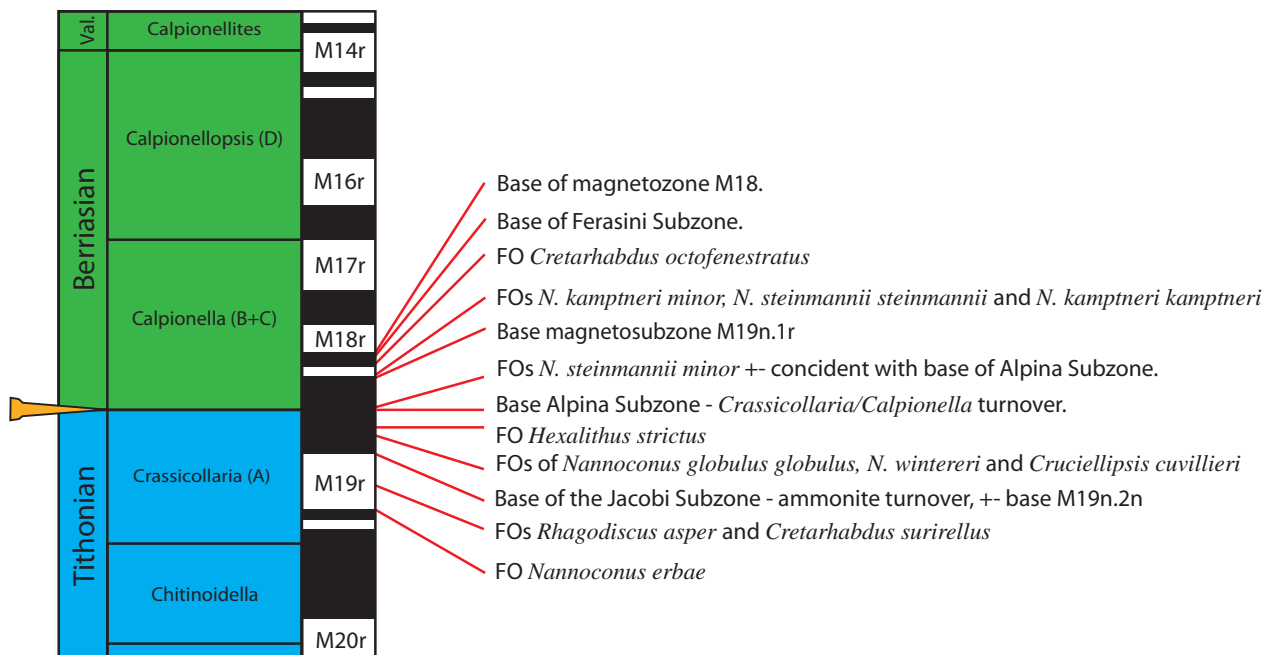 Val.
Calpionellites
M14r
Berriasian
Calpionellopsis (D)
M16r
M17r
Calpionella (B+C)
M18r
Tithonian
Crassicollaria (A)
M19r
Chitinoidella
M20r
Base of magnetozone M18.
Base of Ferasini Subzone.
FO Cretarhabdus octofenestratus
FOs N. kamptneri minor, N. steinmannii steinmannii and N. kamptneri kamptneri
Base magnetosubzone M19n.1r
FOs N. steinmannii minor +- concident with base of Alpina Subzone.
Base Alpina Subzone - Crassicollaria/Calpionella turnover.
FO Hexalithus strictus
FOs of Nannoconus globulus globulus, N. wintereri and Cruciellipsis cuvillieri
Base of the Jacobi Subzone - ammonite turnover, +- base M19n.2n
FOs Rhagodiscus asper and Cretarhabdus surirellus
FO Nannoconus erbae